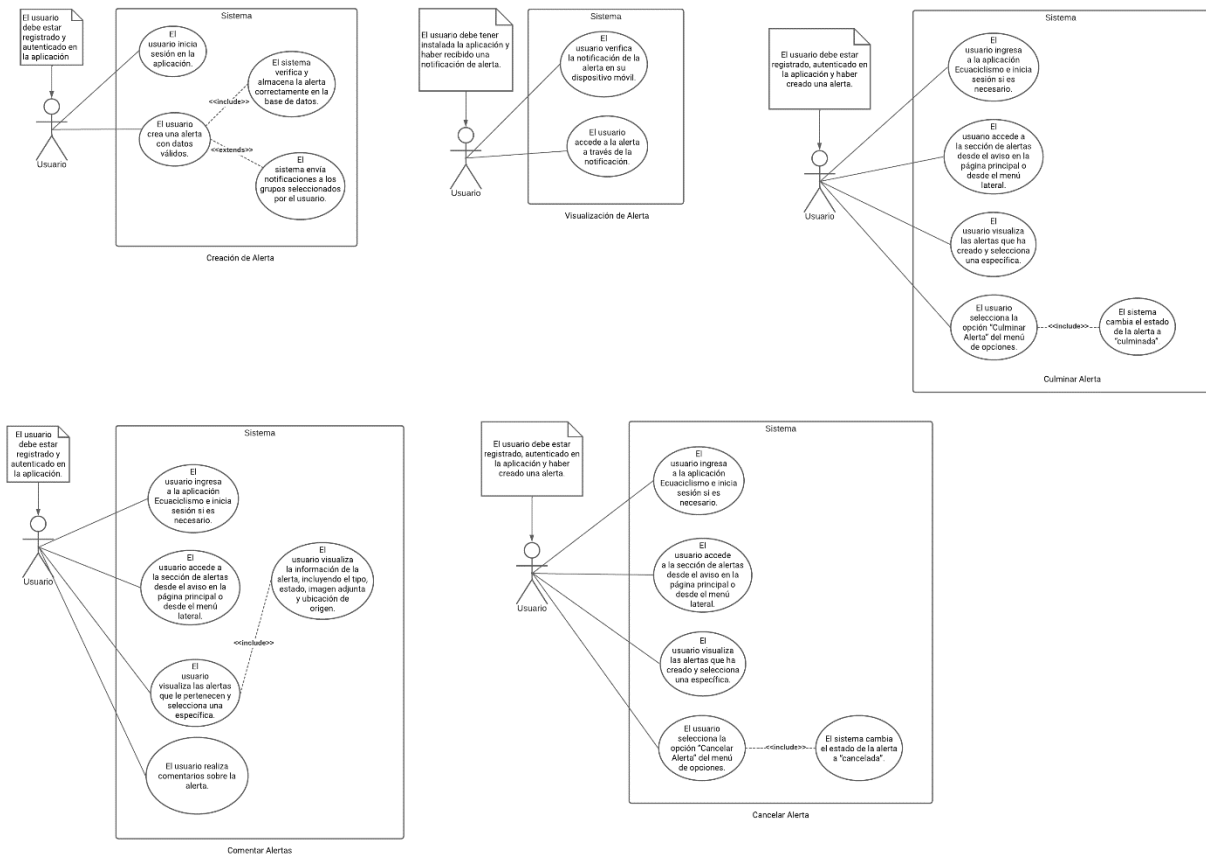 El usuario
debe estar
registrado y
autenticado en
la aplicación
Sistema
El
usuario inicia
sesión en la
aplicación.
El sistema
verifica y
almacena la alerta
correctamente en la
base de datos.
<<include>>
El usuario
crea una alerta
con datos
válidos.
<<extends>>
El
sistema envía
notificaciones a los
grupos seleccionados
por el usuario.
Usuario
Creación de Alerta
El usuario debe tener
instalada la aplicación y
haber recibido una
notificación de alerta.
Sistema
El
usuario verifica
la notificación de la
alerta en su
dispositivo móvil.
El usuario
accede a la alerta
a través de la
notificación.
Usuario
Visualización de Alerta
El usuario debe estar
registrado, autenticado en
la aplicación y haber
creado una alerta.
Sistema
El
usuario ingresa
a la aplicación
Ecuaciclismo e inicia
sesión si es
necesario.
El
usuario accede
a la sección de alertas
desde el aviso en la
página principal o
desde el menú
lateral.
Usuario
El
usuario visualiza
las alertas que ha
creado y selecciona
una específica.
El usuario
selecciona la
opción “Culminar
Alerta” del menú
de opciones.
<<include>>
El sistema
cambia el estado
de la alerta a
“culminada”
Culminar Alerta
El usuario
debe estar
registrado y
autenticado en
la aplicación.
Sistema
El
usuario ingresa
a la aplicación
Ecuaciclismo e inicia
sesión si es
necesario.
Usuario
El
usuario accede
a la sección de alertas
desde el aviso en la
página principal o
desde el menú
lateral.
El
usuario visualiza
la información de la
alerta, incluyendo el tipo,
estado, imagen adjunta
y ubicación de
origen.
<<include>>
El
usuario
visualiza las alertas
que le pertenecen y
selecciona una
específica.
El usuario realiza
comentarios sobre la
alerta.
Comentar Alertas
El usuario debe estar
registrado, autenticado en
la aplicación y haber
creado una alerta.
Sistema
El
usuario ingresa
a la aplicación
Ecuaciclismo e inicia
sesión si es
necesario.
Usuario
El
usuario accede
a la sección de alertas
desde el aviso en la
página principal o
desde el menú
lateral.
El
usuario visualiza
las alertas que ha
creado y selecciona
una específica.
El usuario
selecciona la
opción “Cancelar
Alerta” del menú
de opciones.
<<include>>
El sistema cambia
el estado de la alerta
a “cancelada”.
Cancelar Alerta